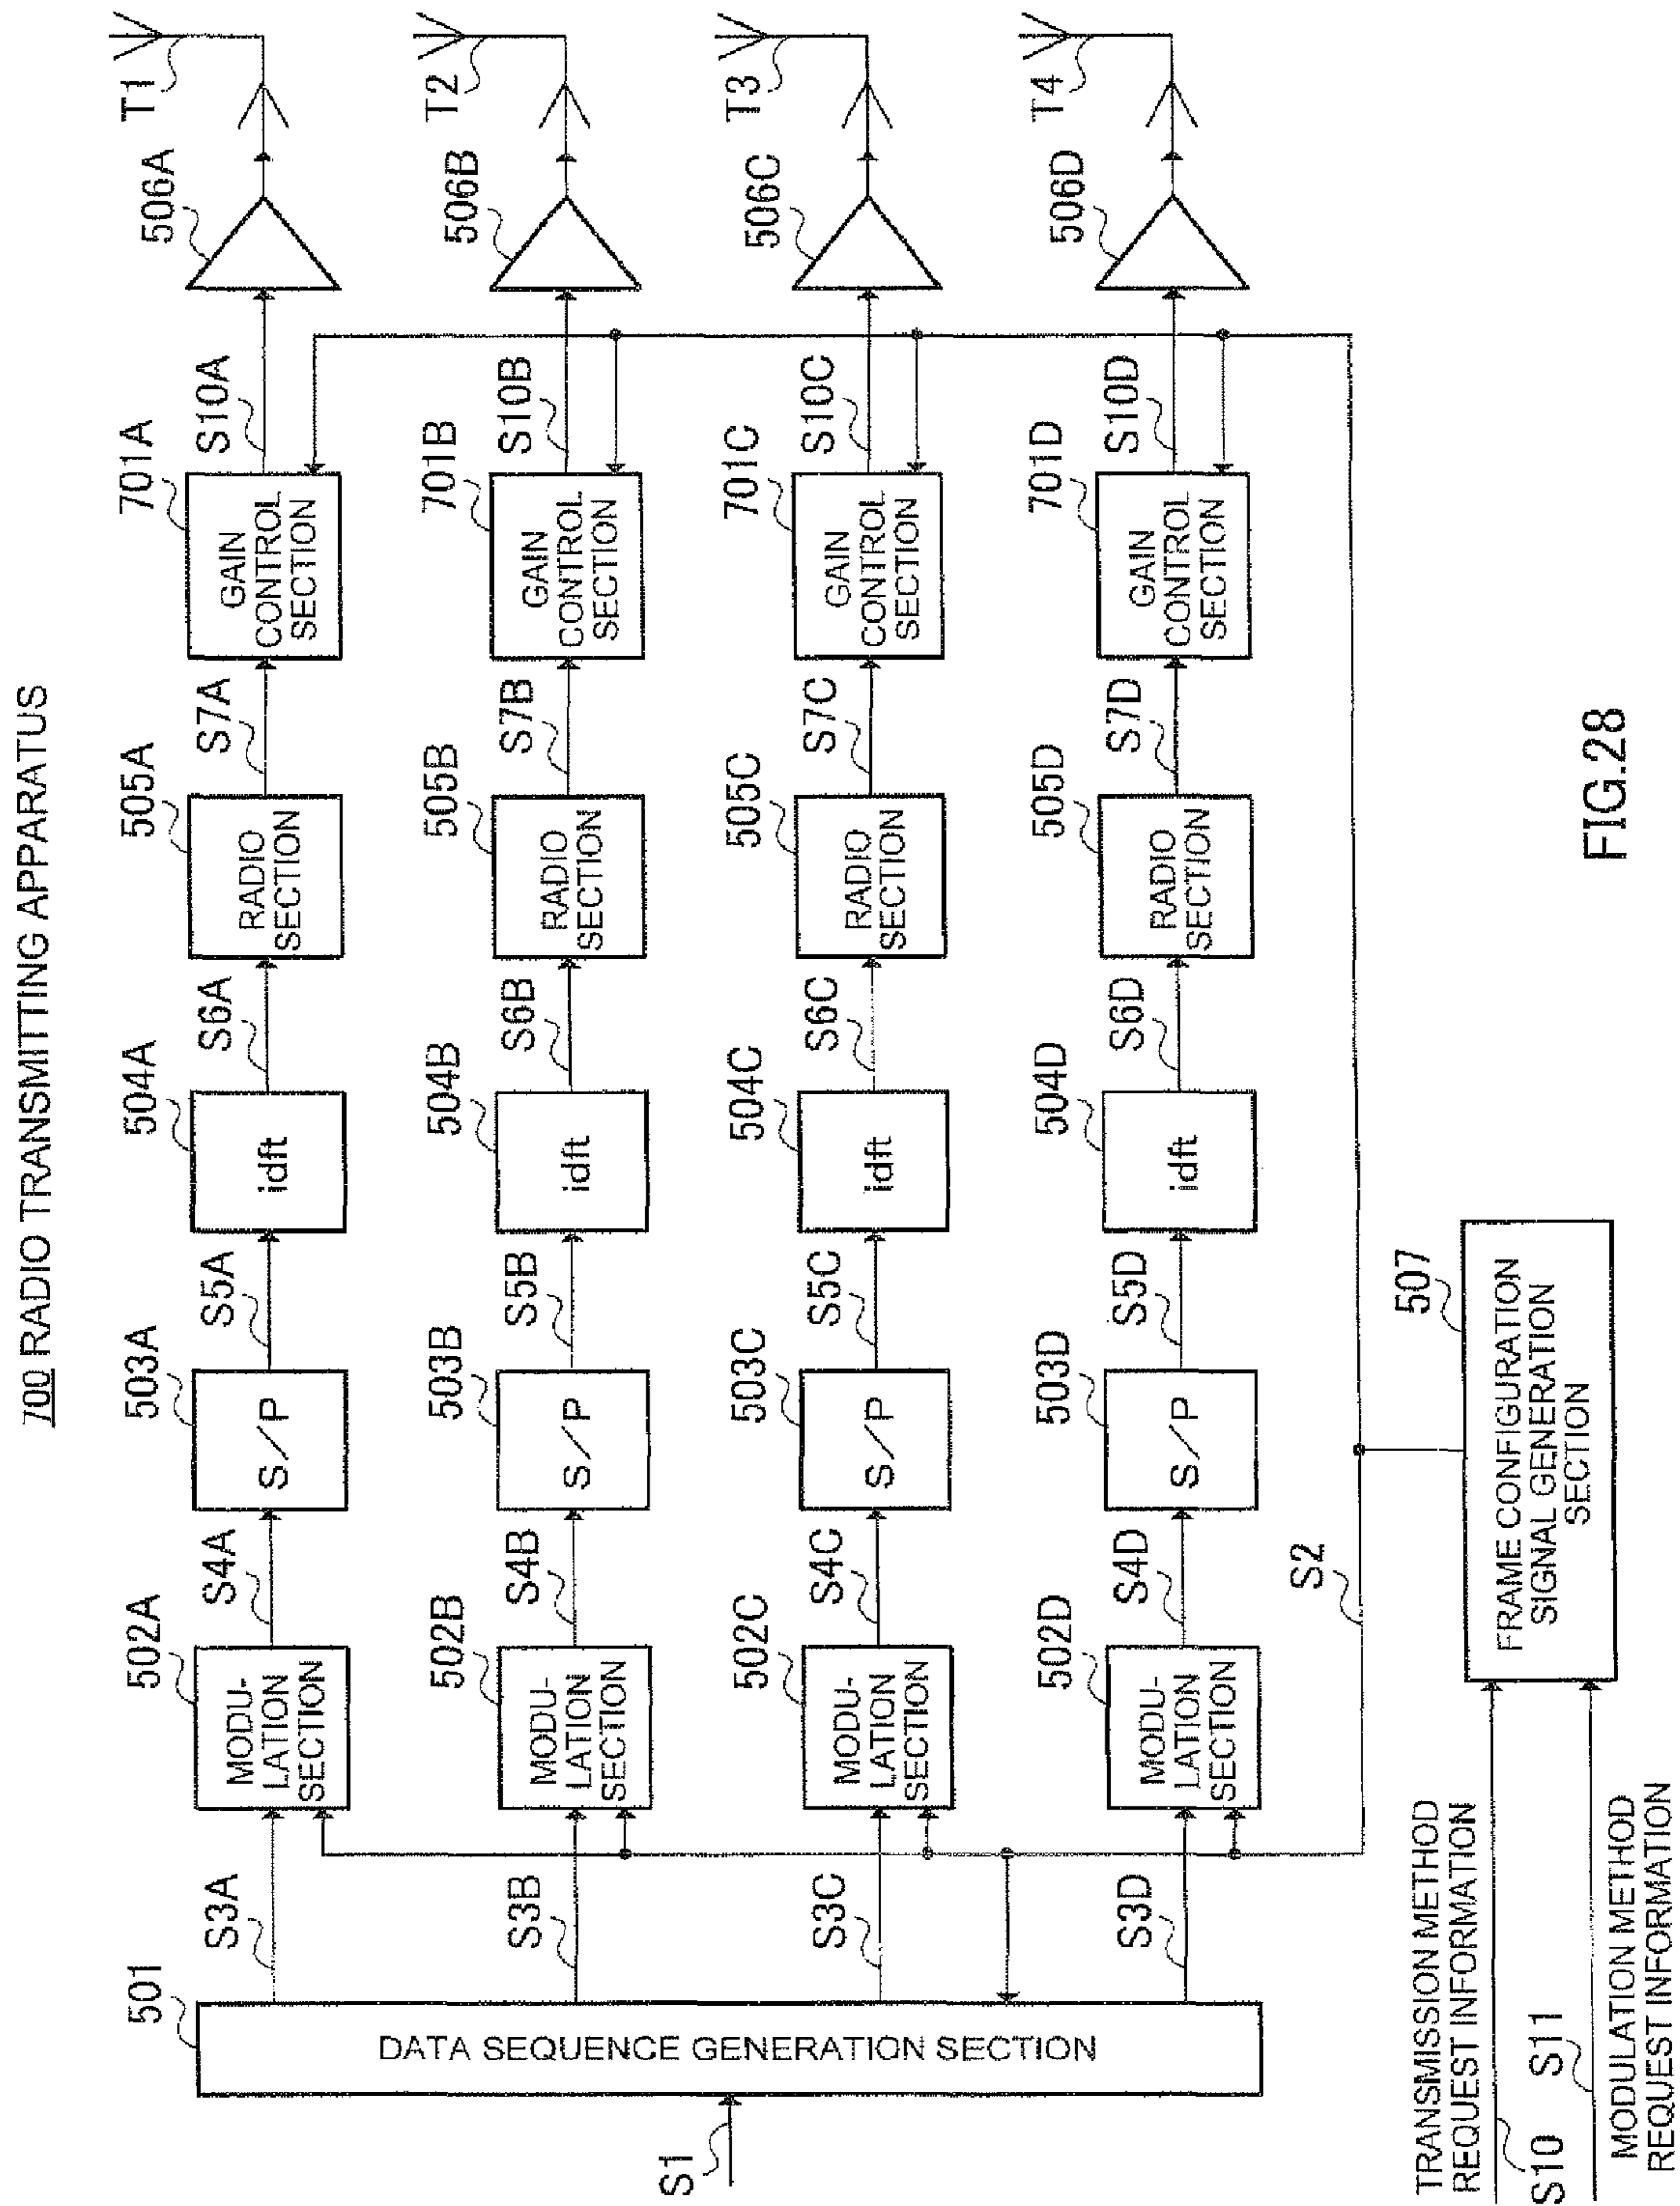 700 RADIO TRANSMITTING APPARATUS
501
S1
DATA SEQUENCE GENERATION SECTION
S3A
502A
MODU-
LATION
SECTION
S4A
503A
S/P
S5A
504A
idft
S6A
505A
RADIO
SECTION
S7A
701A
GAIN
CONTROL
SECTION
S10A
506A
T1
S3B
502B
MODU-
LATION
SECTION
S4B
503B
S/P
S5B
504B
idft
S6B
505B
RADIO
SECTION
S7B
701B
GAIN
CONTROL
SECTION
S10B
506B
T2
S3C
502C
MODU-
LATION
SECTION
S4C
503C
S/P
S5C
504C
idft
S6C
505C
RADIO
SECTION
S7C
701C
GAIN
CONTROL
SECTION
S10C
506C
T3
S3D
502D
MODU-
LATION
SECTION
S4D
503D
S/P
S5D
504D
idft
S6D
505D
RADIO
SECTION
S7D
701D
GAIN
CONTROL
SECTION
S10D
506D
T4
S2
507
FRAME CONFIGURATION
SIGNAL GENERATION
SECTION
TRANSMISSION METHOD
REQUEST INFORMATION
S10
S11
MODULATION METHOD
REQUEST INFORMATION
FIG.28